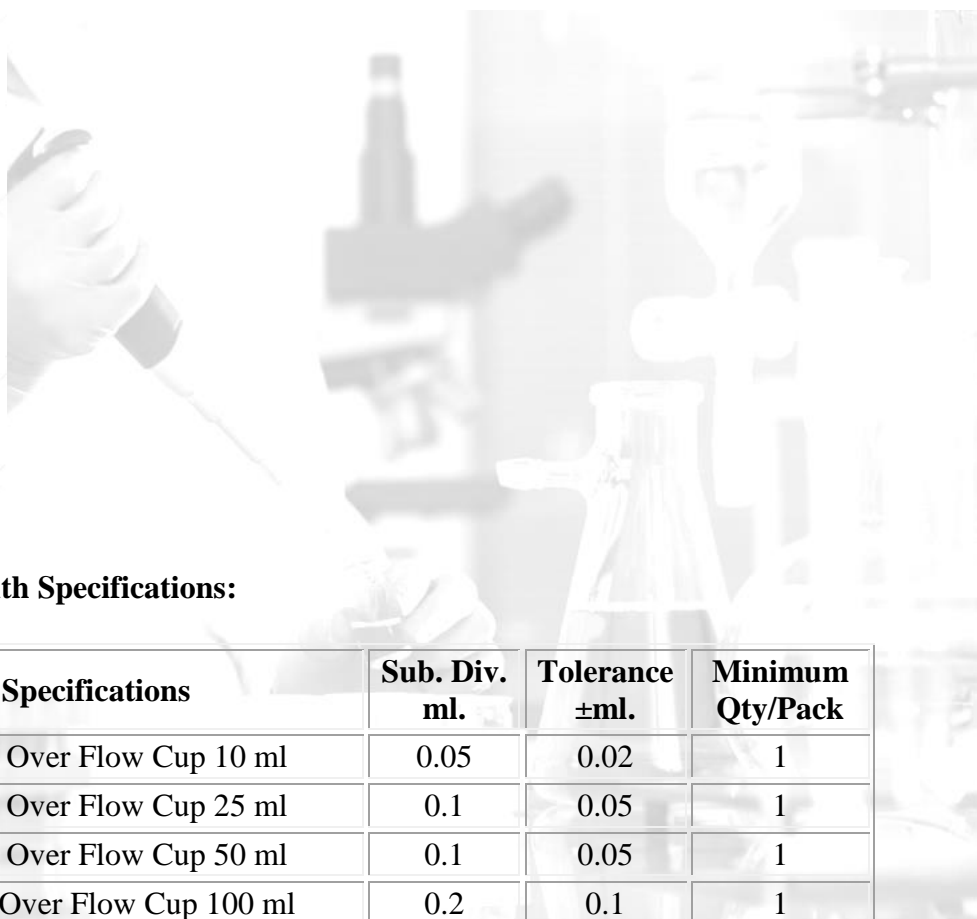 th Specifications:
Specifications Sub. Div. ml. Tolerance ±ml. Minimum Qty/Pack
Over Flow Cup 10 ml 0.05 0.02 1
Over Flow Cup 25 ml 0.1 0.05 1
Over Flow Cup 50 ml 0.1 0.05 1
Over Flow Cup 100 ml 0.2 0.1 1